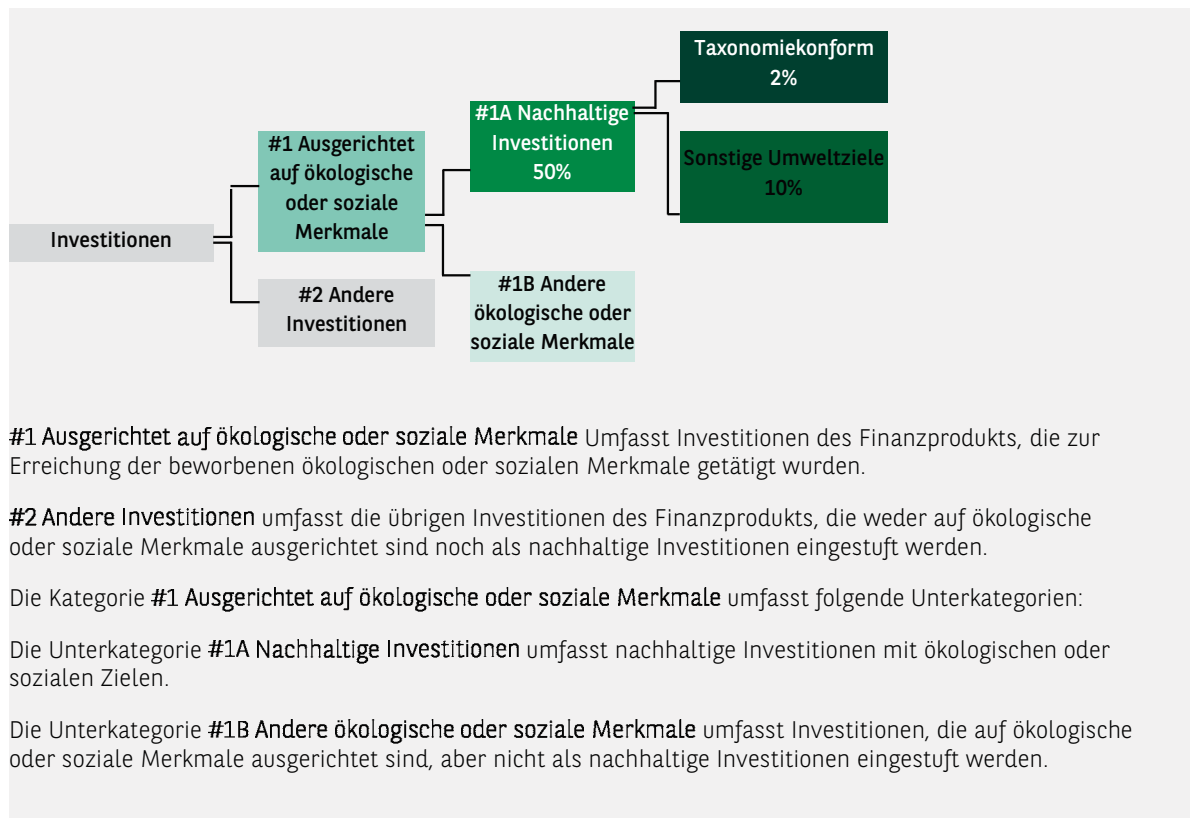 Taxonomiekonform
2%
#1A Nachhaltige
Investitionen
50%
#1 Ausgerichtet
auf ökologische
oder soziale
Merkmale
Sonstige Umweltziele
10%
Investitionen
#2 Andere
Investitionen
#1B Andere
ökologische oder
soziale Merkmale
#1 Ausgerichtet auf ökologische oder soziale Merkmale Umfasst Investitionen des Finanzprodukts, die zur
Erreichung der beworbenen ökologischen oder sozialen Merkmale getätigt wurden.
#2 Andere Investitionen umfasst die übrigen Investitionen des Finanzprodukts, die weder auf ökologische
oder soziale Merkmale ausgerichtet sind noch als nachhaltige Investitionen eingestuft werden.
Die Kategorie #1 Ausgerichtet auf ökologische oder soziale Merkmale umfasst folgende Unterkategorien:
Die Unterkategorie #1A Nachhaltige Investitionen umfasst nachhaltige Investitionen mit ökologischen oder
sozialen Zielen.
Die Unterkategorie #1B Andere ökologische oder soziale Merkmale umfasst Investitionen, die auf ökologische
oder soziale Merkmale ausgerichtet sind, aber nicht als nachhaltige Investitionen eingestuft werden.